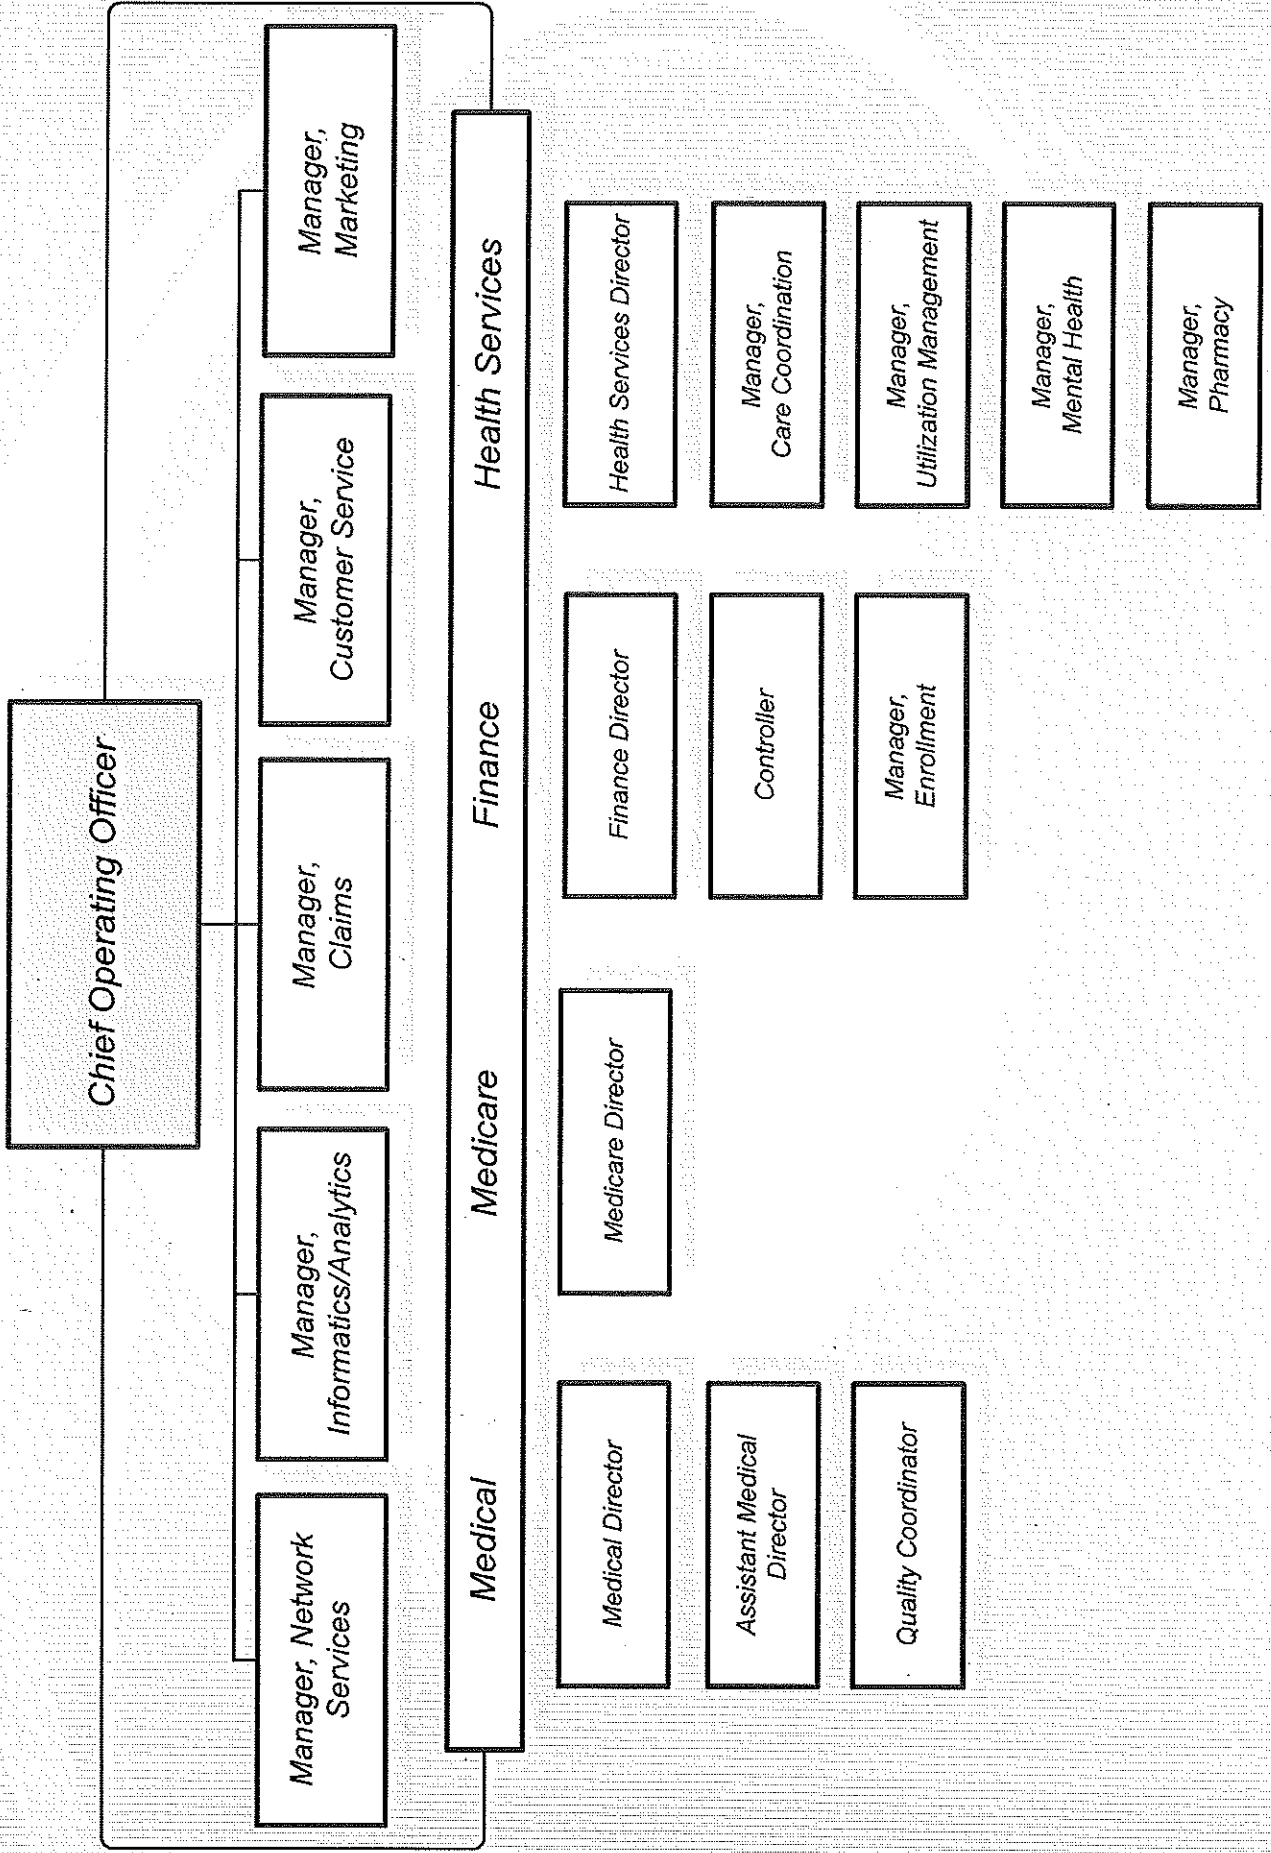 Chief Operating Officer
Manager, Network
Services
Manager,
Informatics/Analytics
Manager,
Claims
Manager,
Customer Service
Manager,
Marketing
Medical
Medicare
Finance
Health Services
Medical Director
Assistant Medical
Director
Quality Coordinator
Medicare Director
Finance Director
Controller
Manager,
Enrollment
Health Services Director
Manager,
Care Coordination
Manager,
Utilization Management
Manager,
Mental Health
Manager,
Pharmacy